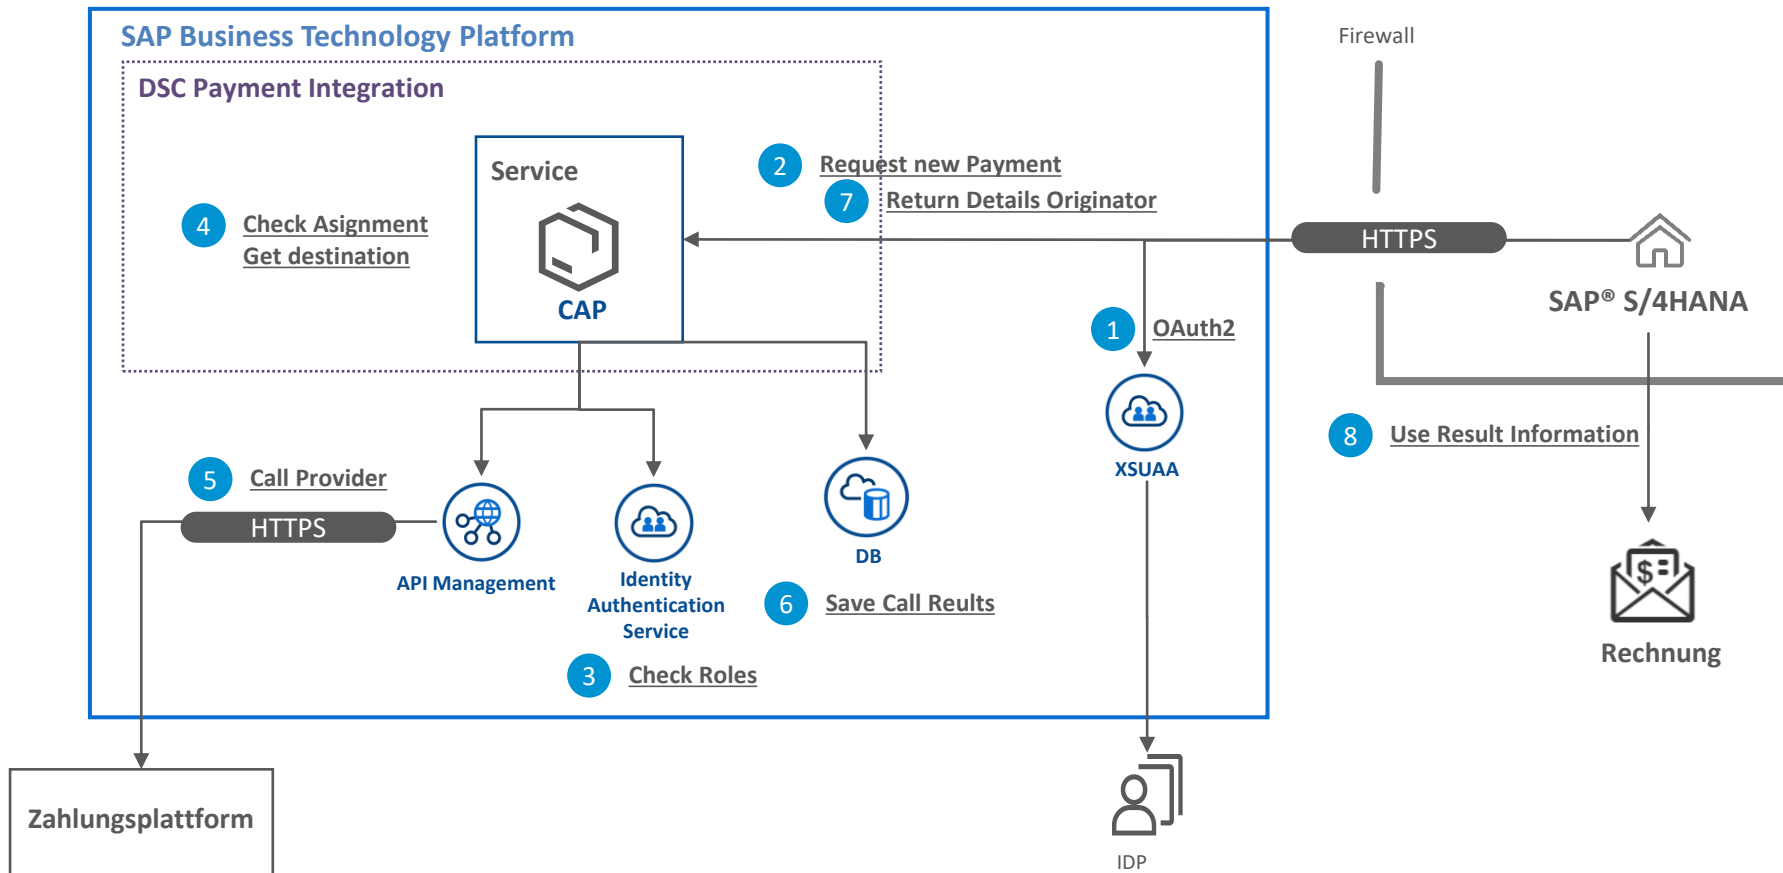 SAP Business Technology Platform
Firewall
DSC Payment Integration
Service
CAP
2
Request new Payment
7
Return Details Originator
4
Check Asignment
Get destination
HTTPS
SAP® S/4HANA
1
OAuth2
XSUAA
8
Use Result Information
5
Call Provider
HTTPS
API Management
Identity
Authentication
Service
DB
6
Save Call Reults
3
Check Roles
Rechnung
Zahlungsplattform
IDP